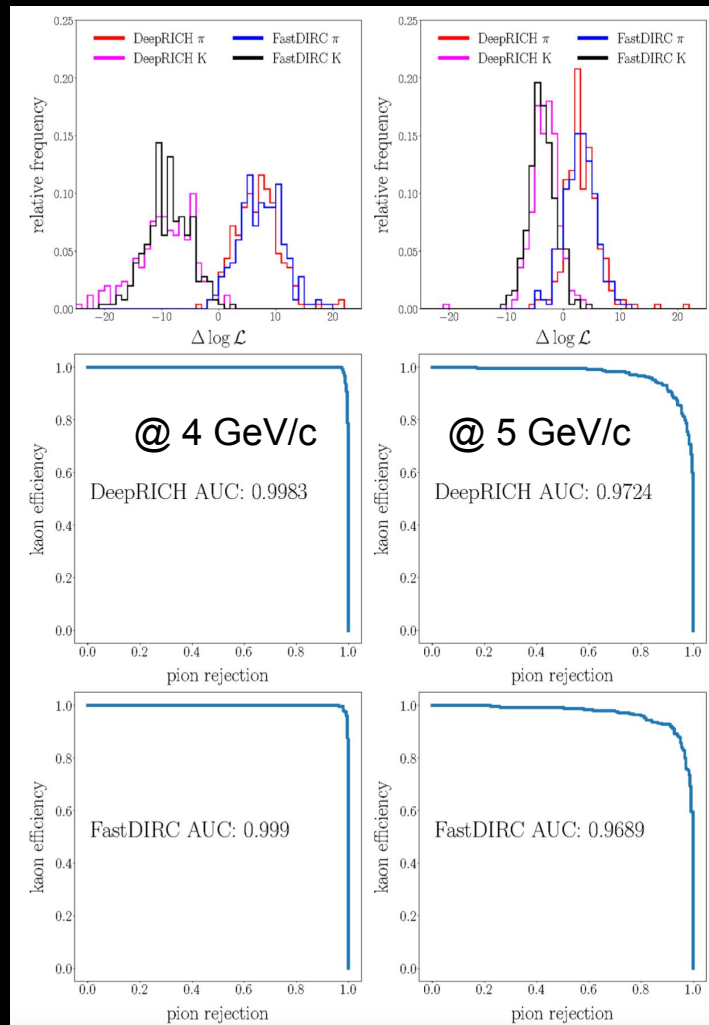 DeepRICH π FastDIRC π
DeepRICH K FastDIRC K
relative frequency
0.25
0.20
0.15
0.10
0.05
0.00
−20 −10 0 10 20
Δ log ℒ
DeepRICH π FastDIRC π
DeepRICH K FastDIRC K
relative frequency
0.25
0.20
0.15
0.10
0.05
0.00
−20 −10 0 10 20
Δ log ℒ
@ 4 GeV/c
DeepRICH AUC: 0.9983
kaon efficiency
1.0
0.8
0.6
0.4
0.2
0.0
0.0 0.2 0.4 0.6 0.8 1.0
pion rejection
@ 5 GeV/c
DeepRICH AUC: 0.9724
kaon efficiency
1.0
0.8
0.6
0.4
0.2
0.0
0.0 0.2 0.4 0.6 0.8 1.0
pion rejection
FastDIRC AUC: 0.999
kaon efficiency
1.0
0.8
0.6
0.4
0.2
0.0
0.0 0.2 0.4 0.6 0.8 1.0
pion rejection
FastDIRC AUC: 0.9689
kaon efficiency
1.0
0.8
0.6
0.4
0.2
0.0
0.0 0.2 0.4 0.6 0.8 1.0
pion rejection